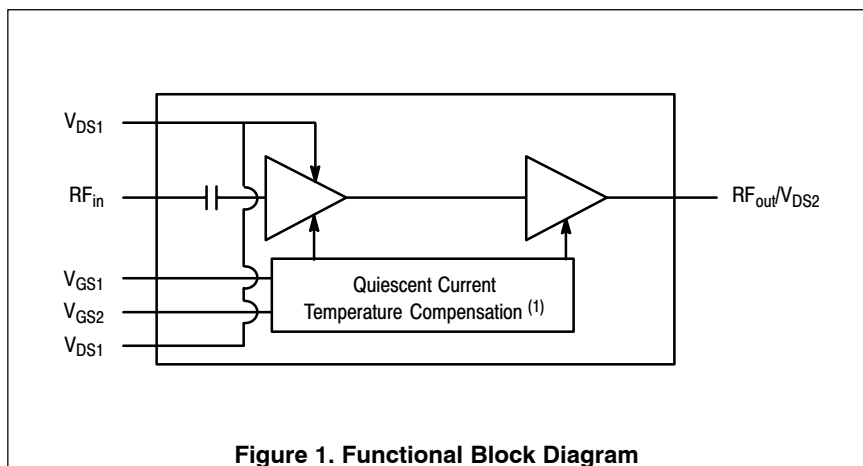 V_DS1
RF_in
V_GS1
V_GS2
V_DS1
Quiescent Current
Temperature Compensation (1)
RF_out/V_DS2
Figure 1. Functional Block Diagram